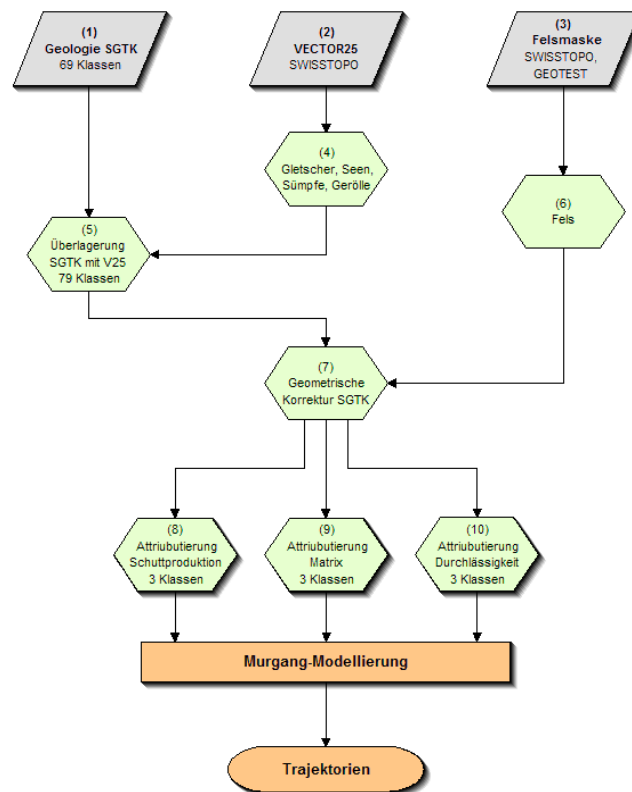 (1)
Geologie SGTK
69 Klassen
(2)
VECTOR25
SWISSTOPO
(3)
Felsmaske
SWISSTOPO,
GEOTEST
(4)
Gletscher, Seen,
Sümpfe, Gerölle
(5)
Überlagerung
SGTK mit V25
79 Klassen
(6)
Fels
(7)
Geometrische
Korrektur SGTK
(8)
Attriubutierung
Schuttproduktion
3 Klassen
(9)
Attriubutierung
Matrix
3 Klassen
(10)
Attriubutierung
Durchlässigkeit
3 Klassen
Murgang-Modellierung
Trajektorien